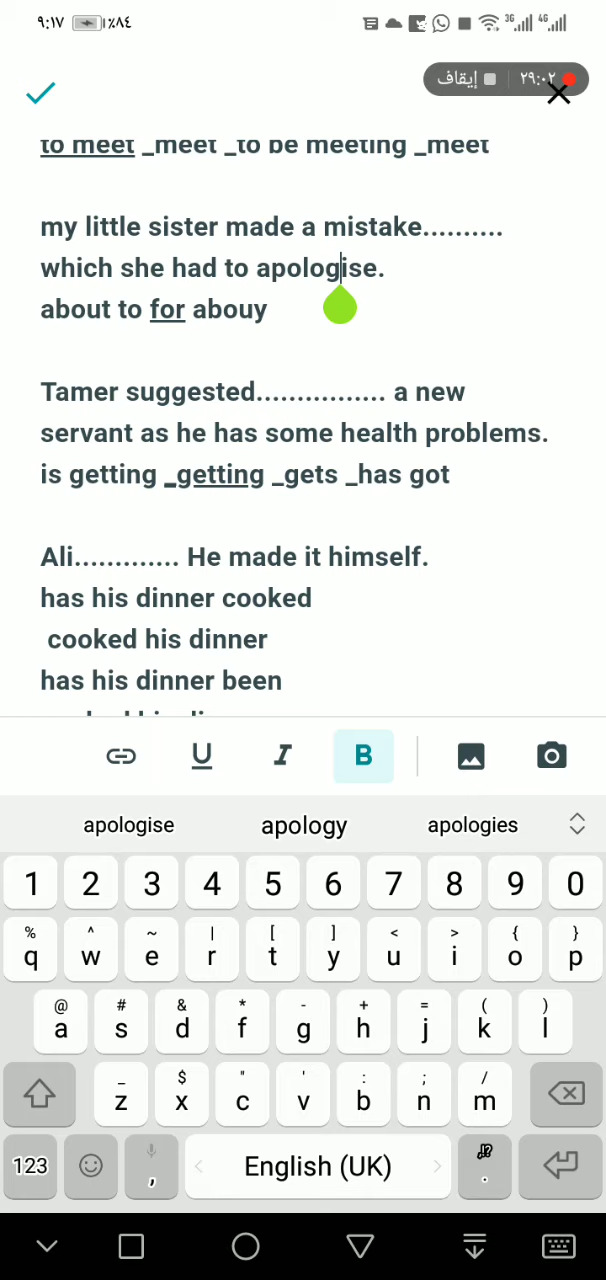 ٩:١٧ ١٪٨٤ 3G 4G
إيقاف ٢٩:٠٢
to meet _meet _to be meeting _meet
my little sister made a mistake..........
which she had to apologise.
about to for abouy
Tamer suggested................ a new
servant as he has some health problems.
is getting _getting _gets _has got
Ali............. He made it himself.
has his dinner cooked
cooked his dinner
has his dinner been
U I B
apologise apology apologies
1 2 3 4 5 6 7 8 9 0
% ^ ~ | [ ] < > { }
q w e r t y u i o p
@ # & * - + = ( )
a s d f g h j k l
_ $ " ' : ; /
z x c v b n m
123 , English (UK) .